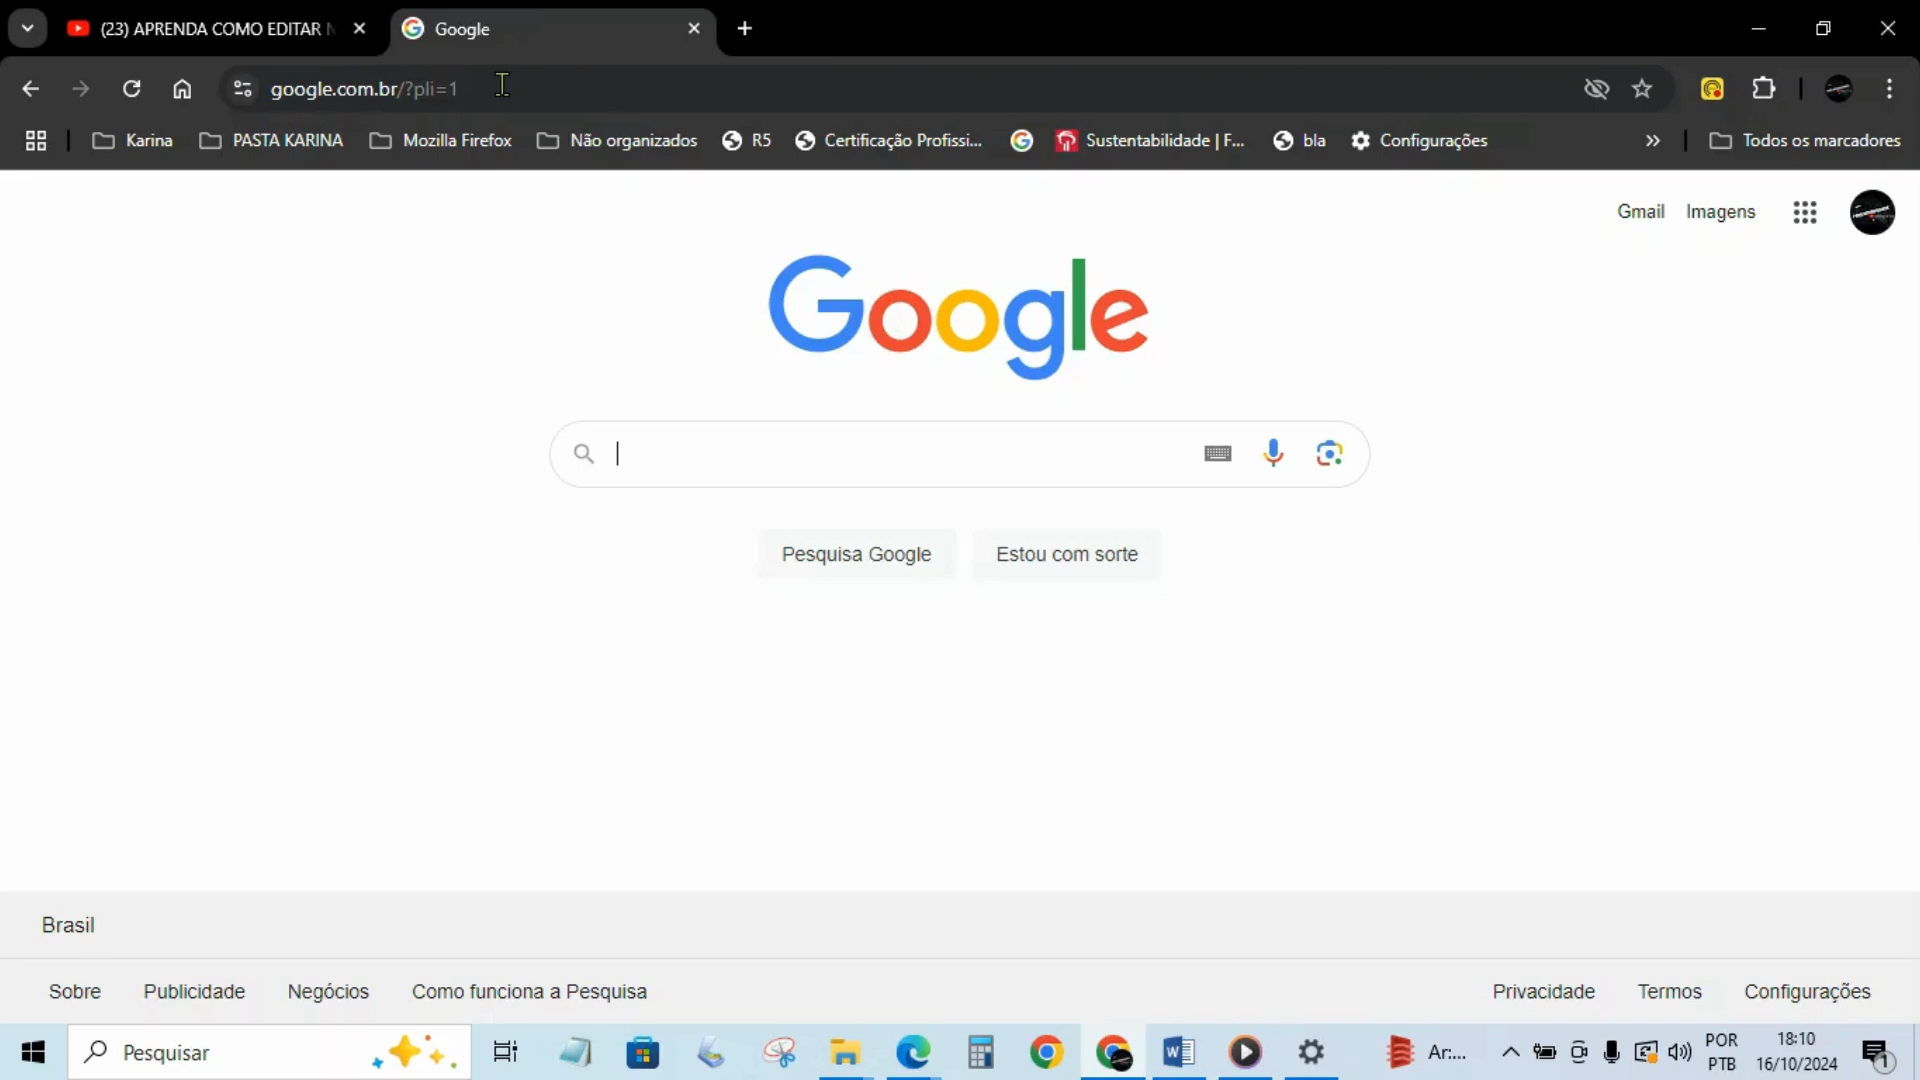 (23) APRENDA COMO EDITAR
Google
google.com.br/?pli=1
Karina
PASTA KARINA
Mozilla Firefox
Não organizados
R5
Certificação Profissi...
Sustentabilidade | F...
bla
Configurações
Todos os marcadores
Gmail
Imagens
Google
Pesquisa Google
Estou com sorte
Brasil
Sobre
Publicidade
Negócios
Como funciona a Pesquisa
Privacidade
Termos
Configurações
Pesquisar
Ar:...
POR
PTB
18:10
16/10/2024
1